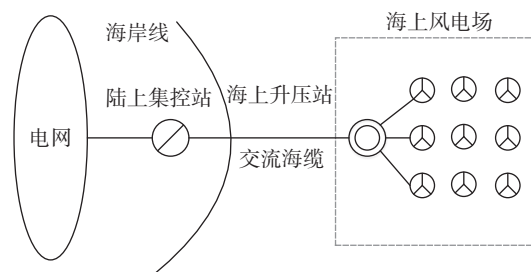 海上风电场
海岸线
陆上集控站
海上升压站
电网
交流海缆